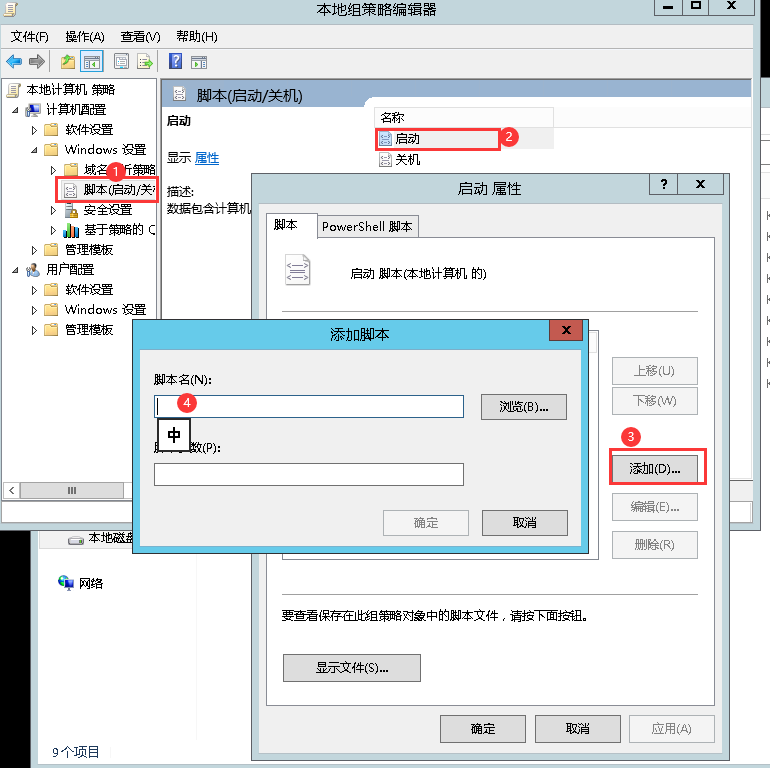 本地组策略编辑器
文件(F) 操作(A) 查看(V) 帮助(H)
本地计算机 策略
计算机配置
软件设置
Windows 设置
域名 析策略
1
脚本(启动/关
安全设置
基于策略的 Q
管理模板
用户配置
软件设置
Windows 设置
管理模板
脚本(启动/关机)
启动
显示 属性
描述:
数据包含计算机
名称
启动
2
关机
启动 属性
? x
脚本
PowerShell 脚本
启动 脚本(本地计算机 的)
上移(U)
下移(W)
3
添加(D)...
编辑(E)...
删除(R)
要查看保存在此组策略对象中的脚本文件，请按下面按钮。
显示文件(S)...
确定 取消 应用(A)
添加脚本
x
脚本名(N):
4
浏览(B)...
中
数(P):
确定 取消
本地磁盘
网络
9 个项目